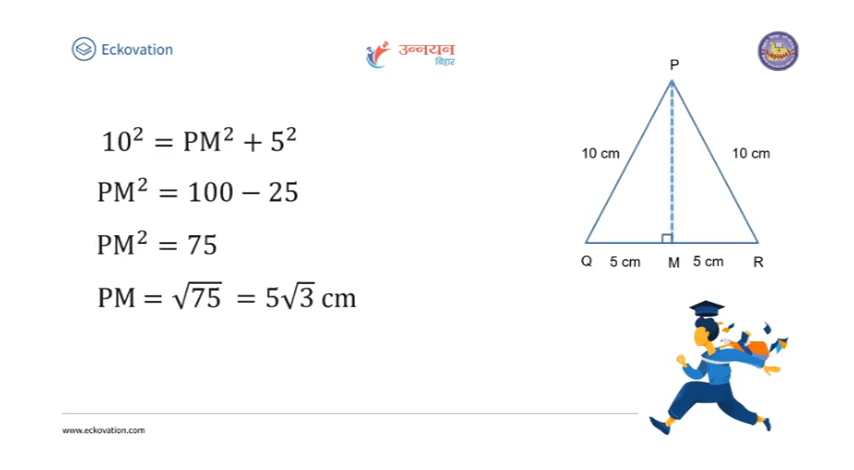 Eckovation
उन्नयन
बिहार
10² = PM² + 5²
PM² = 100 − 25
PM² = 75
PM = √75 = 5√3 cm
P
10 cm
10 cm
Q 5 cm M 5 cm R
www.eckovation.com